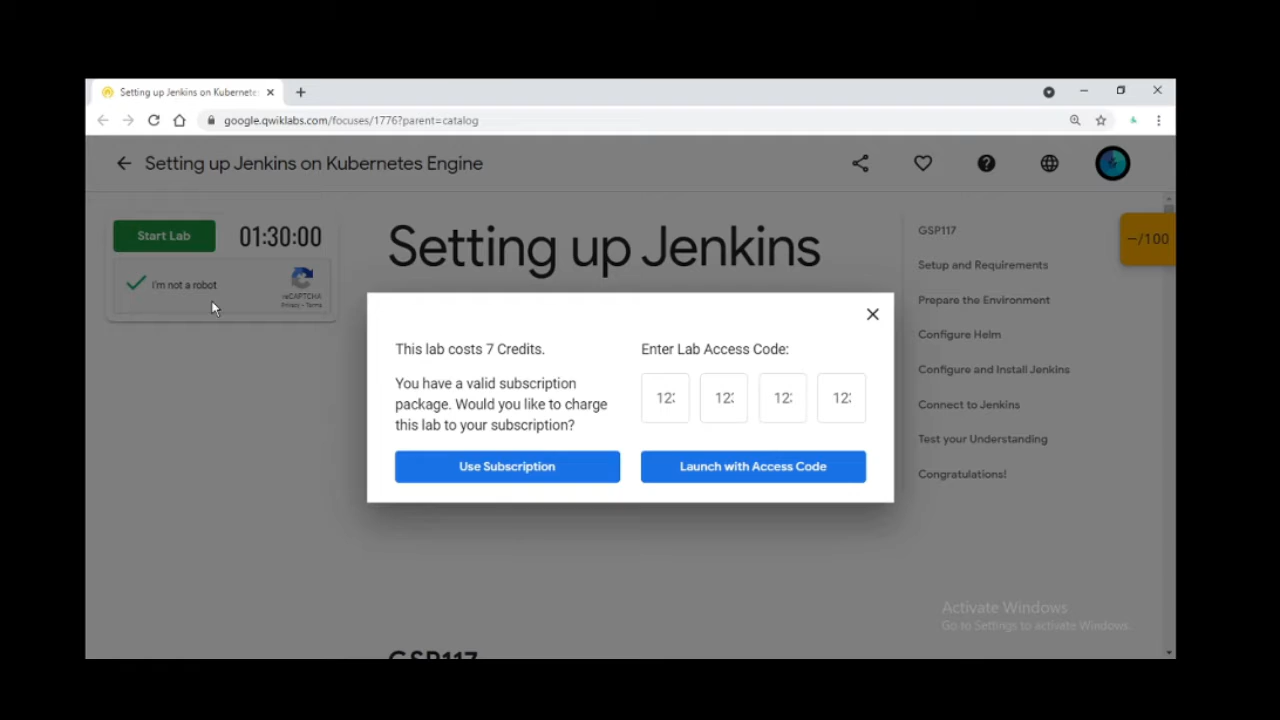 Setting up Jenkins on Kubernete
google.qwiklabs.com/focuses/1776?parent=catalog
Setting up Jenkins on Kubernetes Engine
Start Lab
01:30:00
I'm not a robot
reCAPTCHA
Privacy - Terms
Setting up Jenkins
GSP117
Setup and Requirements
Prepare the Environment
Configure Helm
Configure and Install Jenkins
Connect to Jenkins
Test your Understanding
Congratulations!
–/100
This lab costs 7 Credits.
You have a valid subscription
package. Would you like to charge
this lab to your subscription?
Use Subscription
Enter Lab Access Code:
123 123 123 123
Launch with Access Code
Activate Windows
Go to Settings to activate Windows.
GSP117